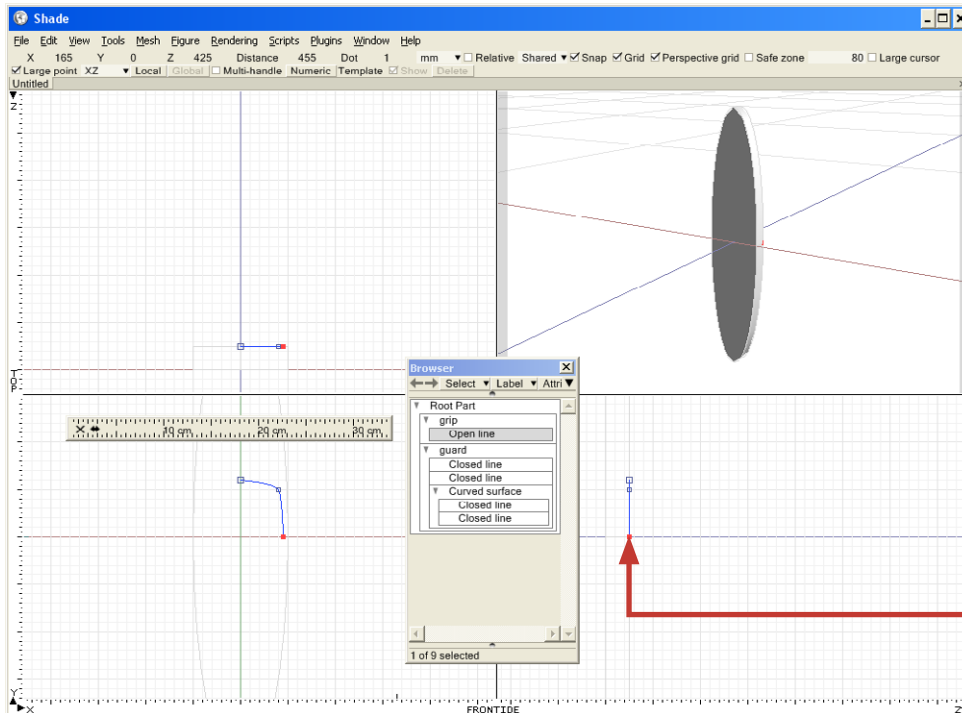 Shade
File Edit View Tools Mesh Figure Rendering Scripts Plugins Window Help
X 165 Y 0 Z 425 Distance 455 Dot 1 mm Relative Shared Snap Grid Perspective grid Safe zone 80 Large cursor
Large point XZ Local Global Multi-handle Numeric Template Show Delete
Untitled
Z
TOP
Browser
Select Label Attri
Root Part
grip
Open line
guard
Closed line
Closed line
Curved surface
Closed line
Closed line
10 cm 20 cm 30 cm
1 of 9 selected
Y
X FRONTIDE Z